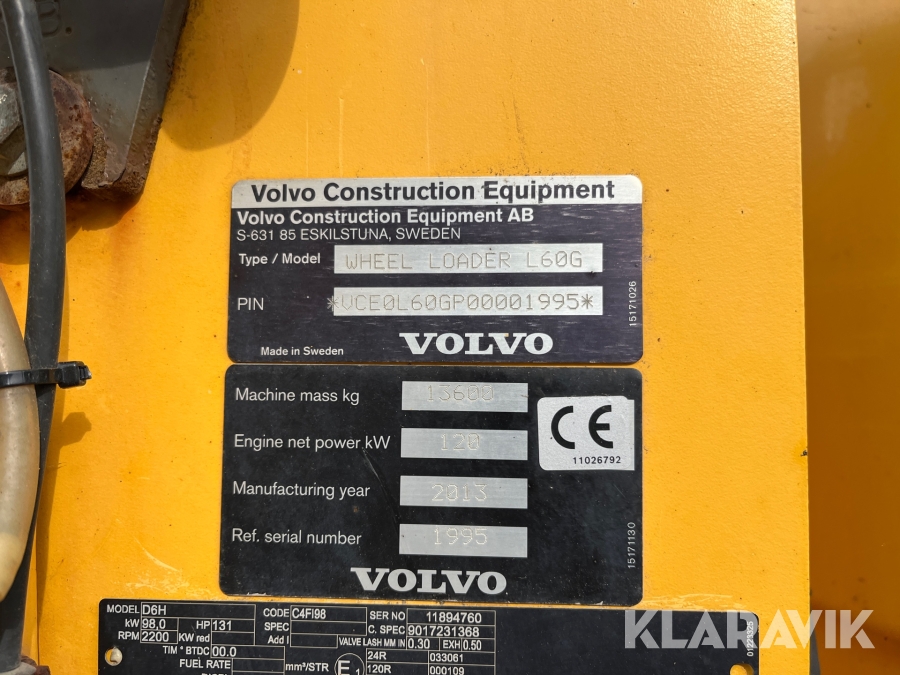 Volvo Construction Equipment
Volvo Construction Equipment AB
S-631 85 ESKILSTUNA, SWEDEN
Type / Model WHEEL LOADER L60G
PIN *VCE0L60GP00001995*
15171026
Made in Sweden VOLVO
Machine mass kg 13600
Engine net power kW 120
CE
11026792
Manufacturing year 2013
Ref. serial number 1995
15171130
VOLVO
MODEL D6H CODE C4FI98 SER NO 11894760
kW 98,0 HP 131 SPEC C. SPEC 9017231368
RPM 2200 KW red Add I VALVE LASH MM IN 0.30 EXH 0.50
TIM ° BTDC 00.0 24R 033061
FUEL RATE mm³/STR E1 120R 000109
01223325
KLARAVIK